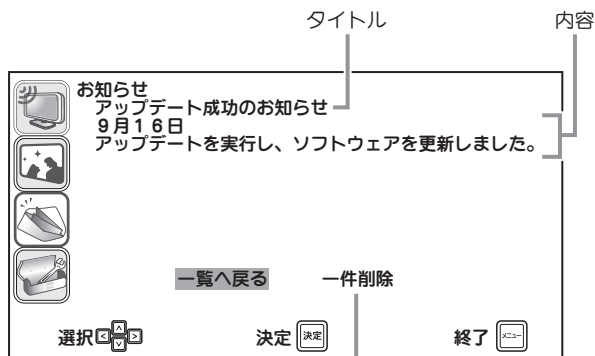 タイトル 内容
お知らせ
アップデート成功のお知らせ
9月16日
アップデートを実行し、ソフトウェアを更新しました。
一覧へ戻る 一件削除
選択 決定 決定 終了 メニュー